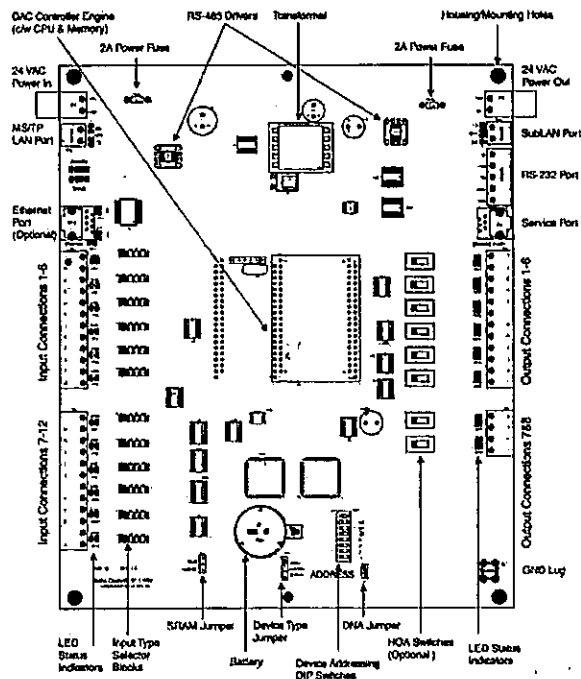 DAC Controller Engine
(c/w CPU & Memory)
RS-485 Drivers
Transformer
Housing/Mounting Holes
2A Power Fuse
2A Power Fuse
24 VAC
Power In
24 VAC
Power Out
MS/TP
LAN Port
SubLAN Port
RS-232 Port
Ethernet
Port
(Optional)
Service Port
Input Connections 1-6
Output Connections 1-6
Input Connections 7-12
Output Connections 7&8
ADDRESS
GND Lug
LED
Status
Indicators
Input Type
Selector
Blocks
SRAM Jumper
Battery
Device Type
Jumper
Device Addressing
DIP Switches
DNA Jumper
HOA Switches
(Optional)
LED Status
Indicators